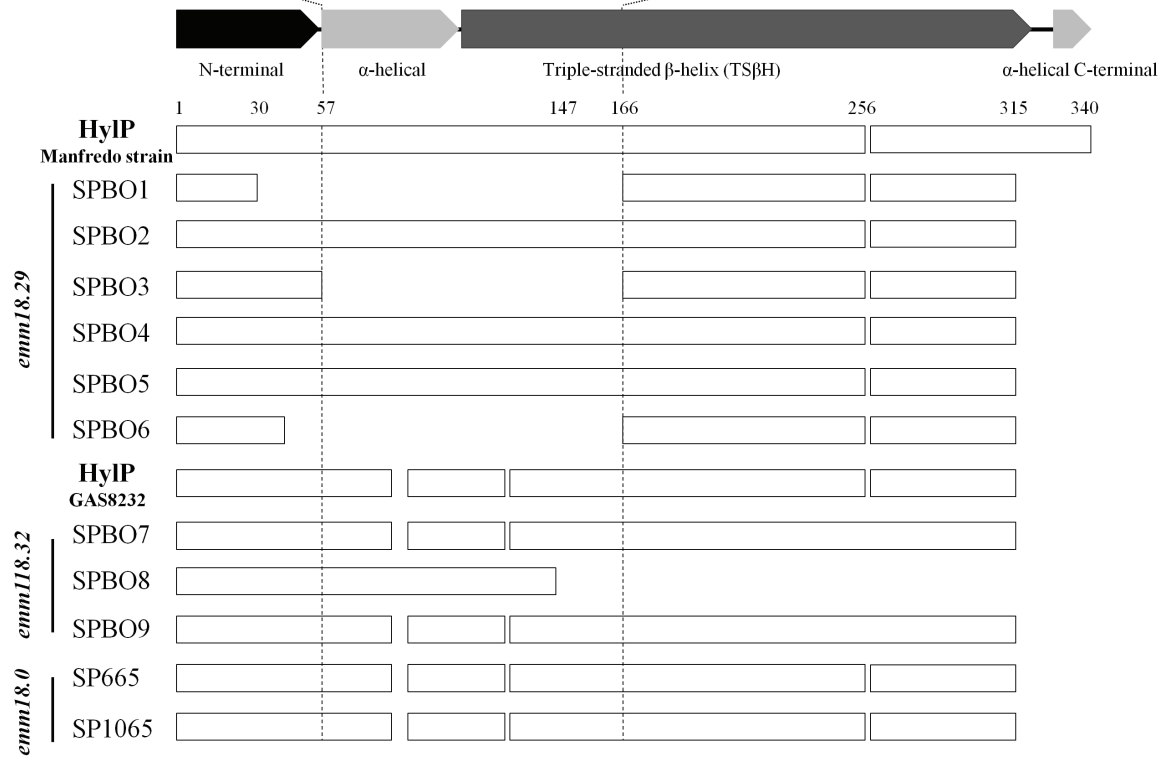 N-terminal α-helical Triple-stranded β-helix (TSβH) α-helical C-terminal
1 30 57 147 166 256 315 340
HylP
Manfredo strain
SPBO1
SPBO2
SPBO3
SPBO4
SPBO5
SPBO6
emm18.29
HylP
GAS8232
SPBO7
SPBO8
SPBO9
emm118.32
SP665
SP1065
emm18.0